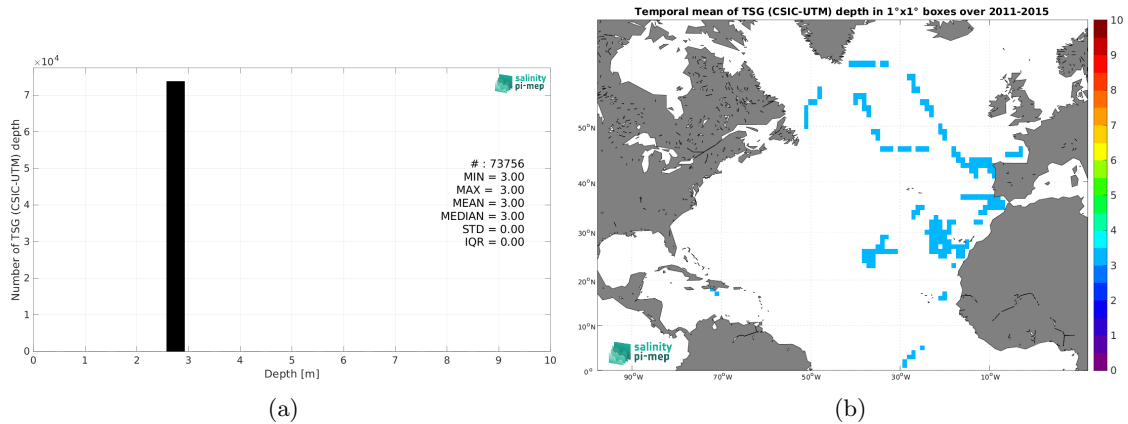 Temporal mean of TSG (CSIC-UTM) depth in 1°x1° boxes over 2011-2015
×10⁴
7
6
5
4
3
2
1
0
Number of TSG (CSIC-UTM) depth
0 1 2 3 4 5 6 7 8 9 10
Depth [m]
salinity
pi-mep
# : 73756
MIN = 3.00
MAX = 3.00
MEAN = 3.00
MEDIAN = 3.00
STD = 0.00
IQR = 0.00
(a)
50°N
40°N
30°N
20°N
10°N
0°
90°W 70°W 50°W 30°W 10°W
salinity
pi-mep
10
9
8
7
6
5
4
3
2
1
0
(b)